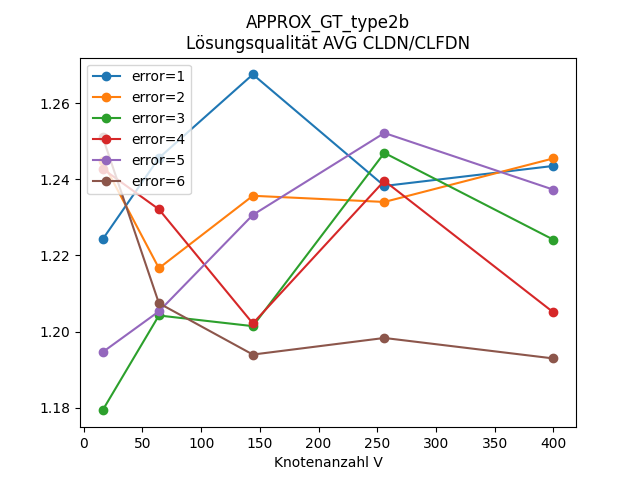 APPROX_GT_type2b
Lösungsqualität AVG CLDN/CLFDN
error=1
error=2
error=3
error=4
error=5
error=6
1.26
1.24
1.22
1.20
1.18
0 50 100 150 200 250 300 350 400
Knotenanzahl V